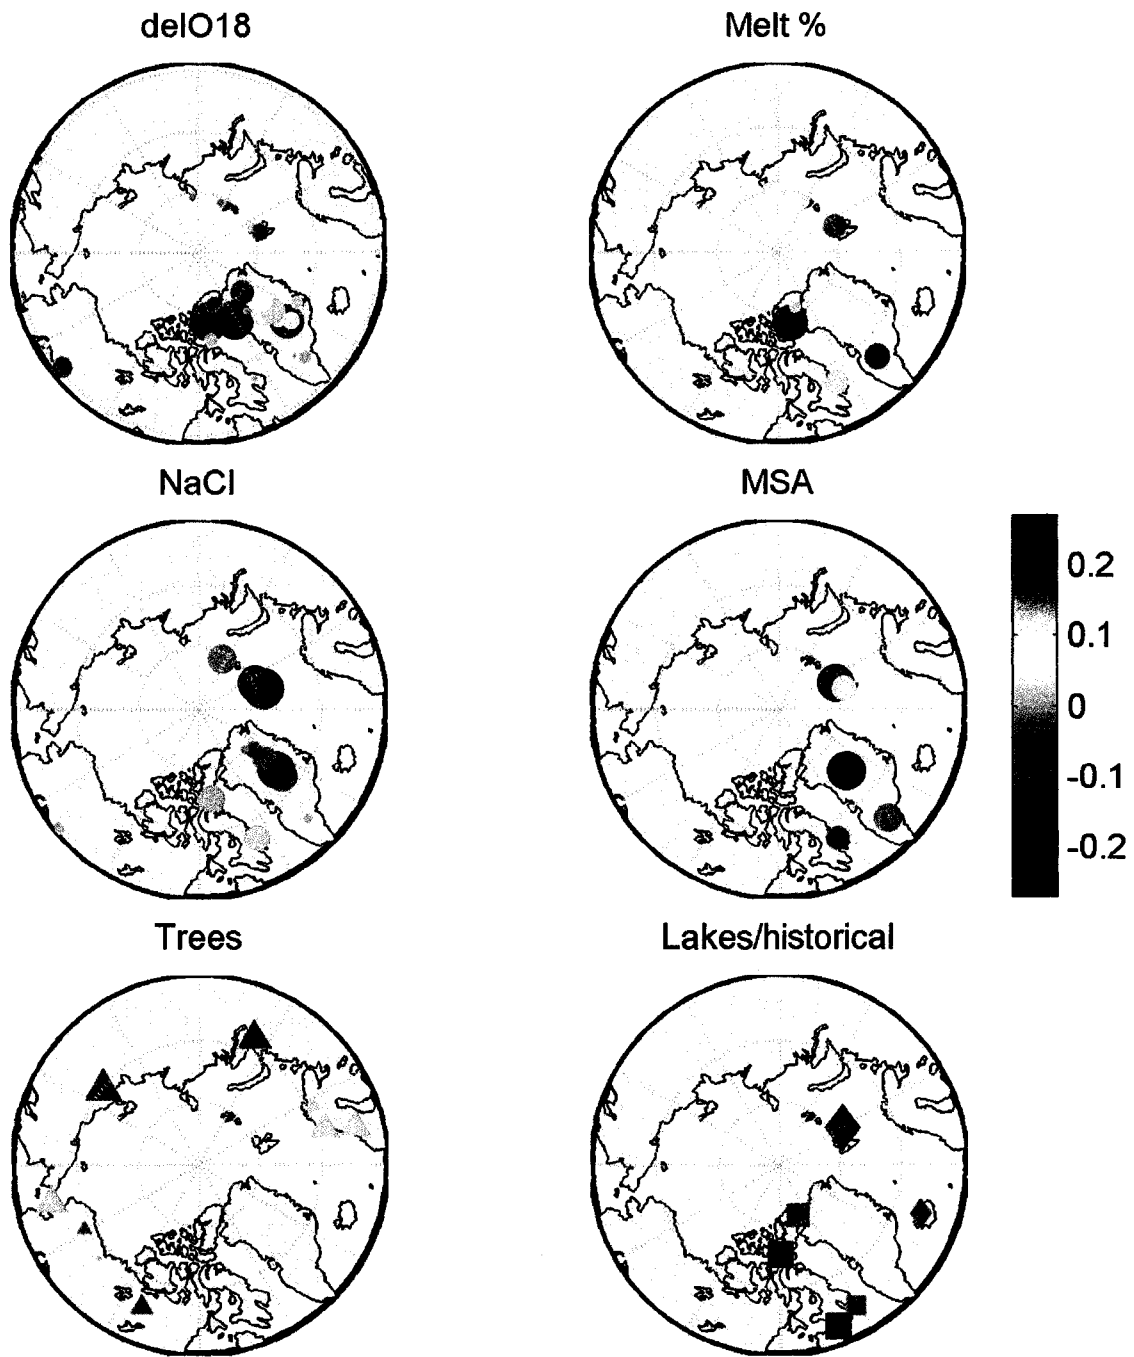 delO18
Melt %
NaCl
MSA
0.2
0.1
0
-0.1
-0.2
Trees
Lakes/historical